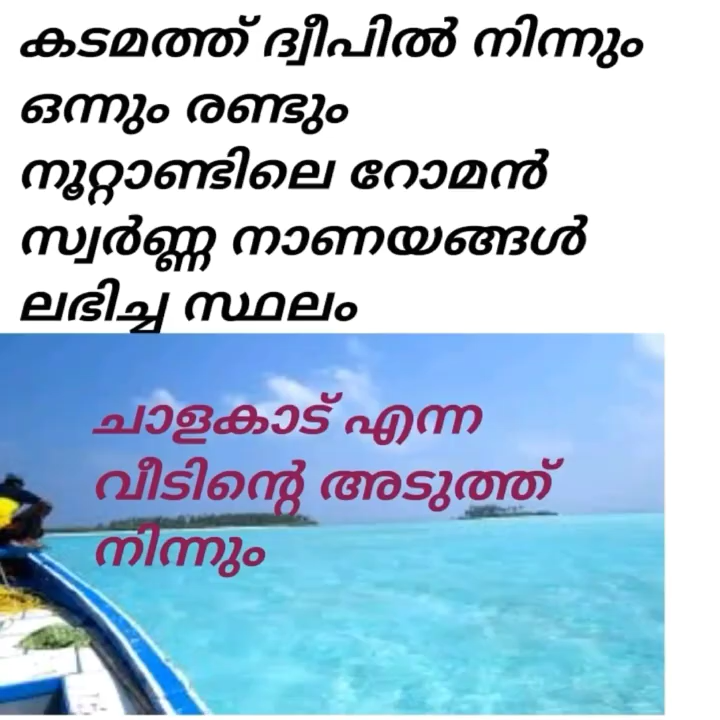 കടമത്ത് ദ്വീപിൽ നിന്നും
ഒന്നും രണ്ടും
നൂറ്റാണ്ടിലെ റോമൻ
സ്വർണ്ണ നാണയങ്ങൾ
ലഭിച്ച സ്ഥലം
ചാളകാട് എന്ന
വീടിന്റെ അടുത്ത്
നിന്നും